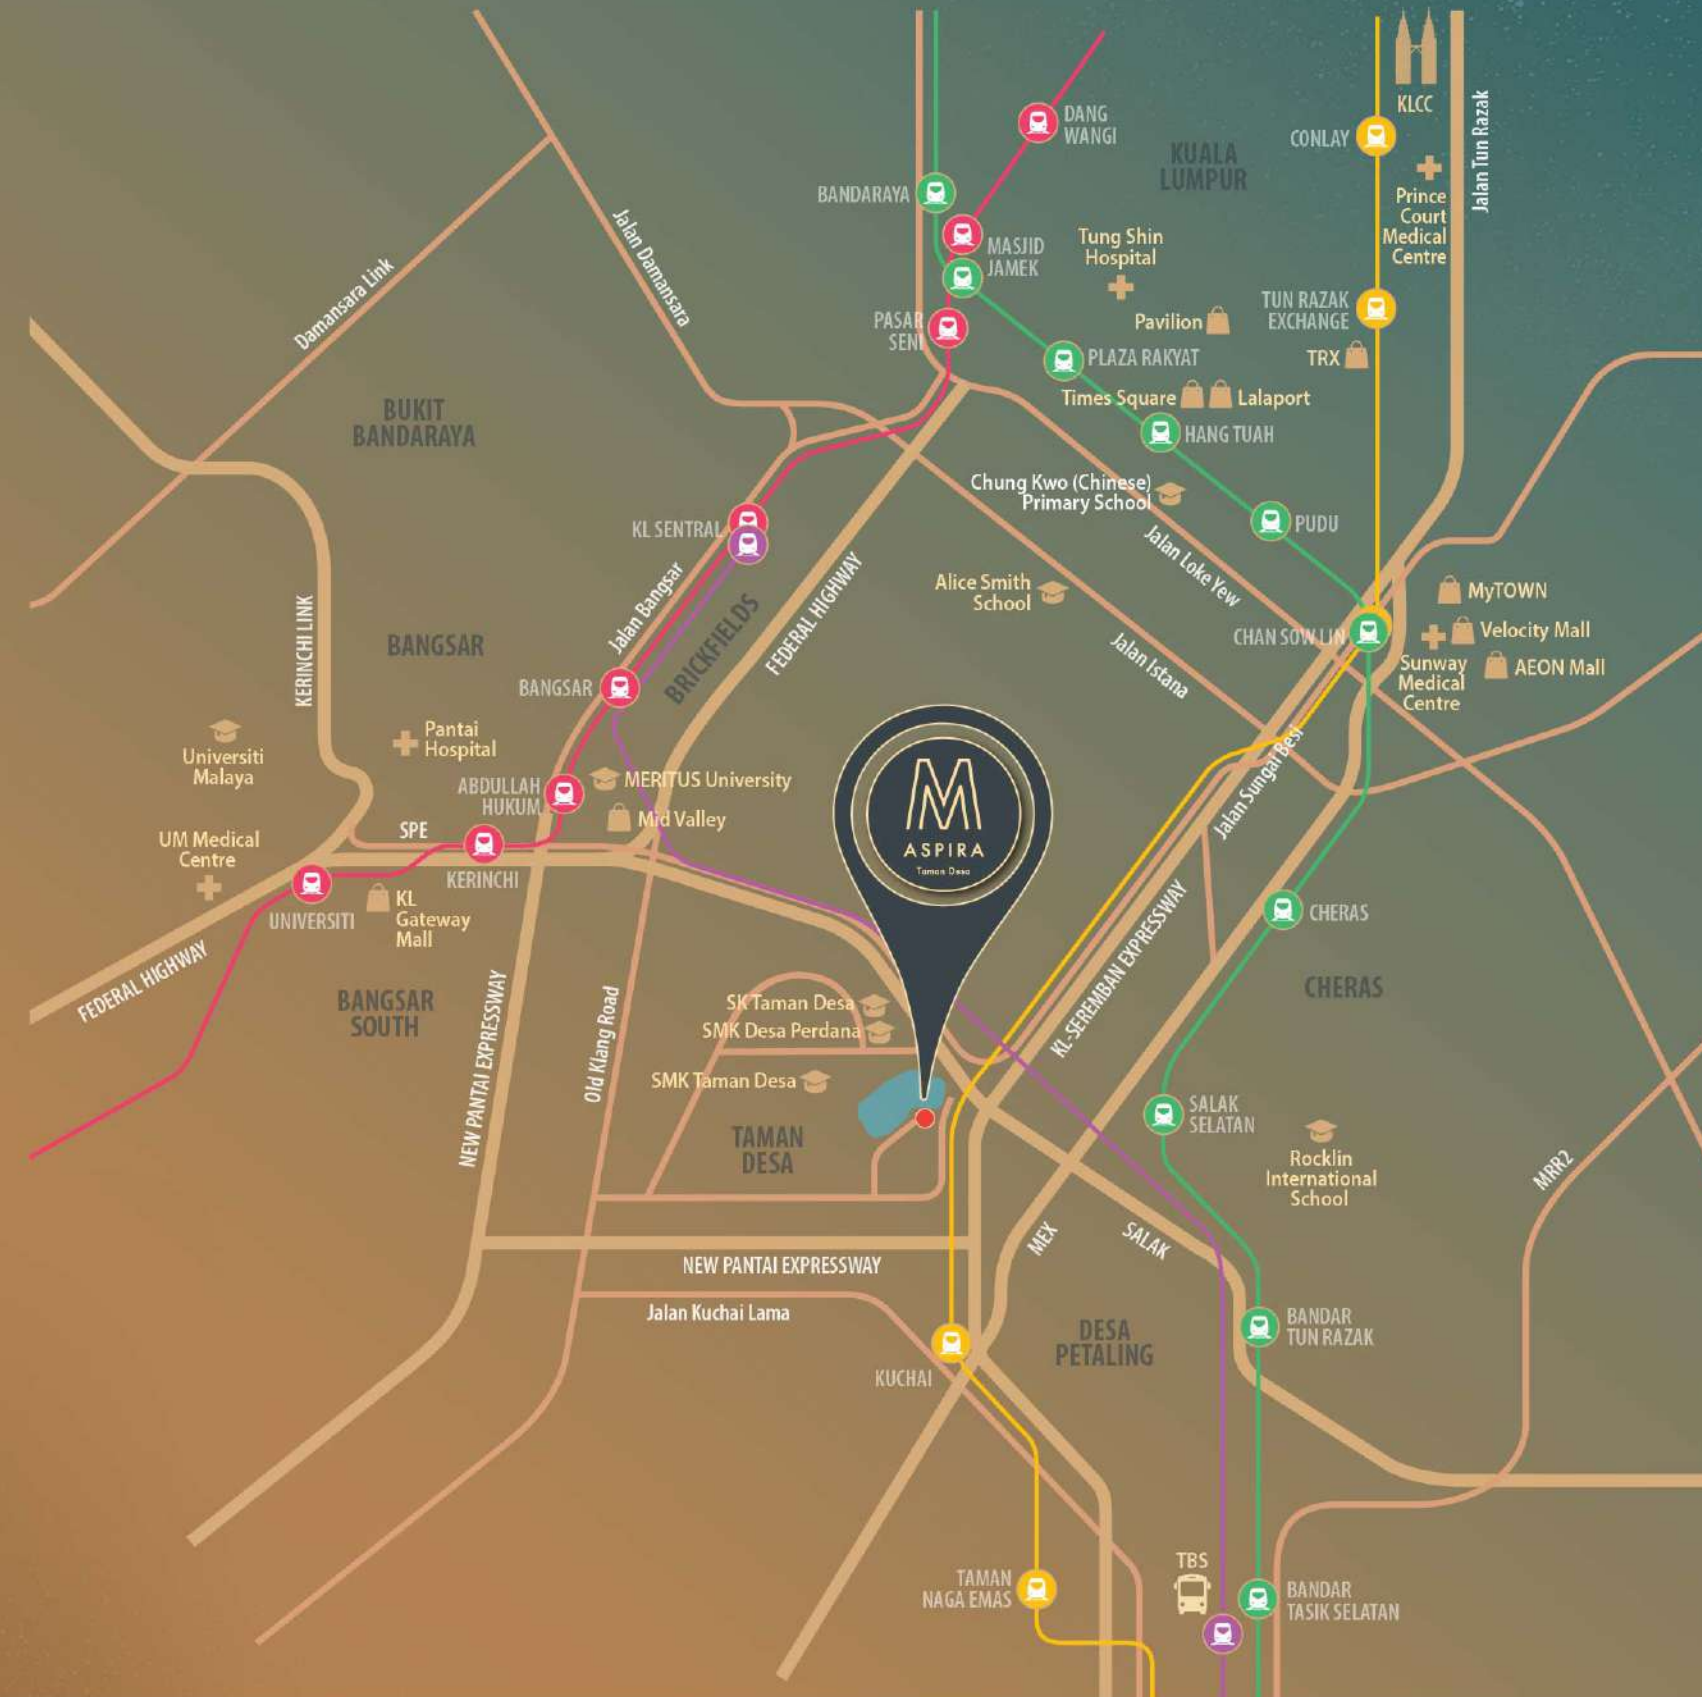 KLCC
Jalan Tun Razak
DANG
WANGI
CONLAY
KUALA
LUMPUR
BANDARAYA
Prince
Court
Medical
Centre
Jalan Damansara
MASJID
JAMEK
Tung Shin
Hospital
Damansara Link
TUN RAZAK
EXCHANGE
PASAR
SENI
Pavilion
PLAZA RAKYAT
TRX
Times Square
Lalaport
BUKIT
BANDARAYA
HANG TUAH
Chung Kwo (Chinese)
Primary School
KL SENTRAL
PUDU
Jalan Loke Yew
Alice Smith
School
MyTOWN
KERINCHI LINK
Jalan Bangsar
BRICKFIELDS
FEDERAL HIGHWAY
BANGSAR
CHAN SOW LIN
Velocity Mall
Jalan Istana
Sunway
Medical
Centre
AEON Mall
BANGSAR
Pantai
Hospital
Universiti
Malaya
ABDULLAH
HUKUM
MERITUS University
Jalan Sungai Besi
Mid Valley
SPE
UM Medical
Centre
M
ASPIRA
Taman Desa
KERINCHI
UNIVERSITI
KL
Gateway
Mall
CHERAS
KL-SEREMBAN EXPRESSWAY
FEDERAL HIGHWAY
BANGSAR
SOUTH
CHERAS
SK Taman Desa
SMK Desa Perdana
NEW PANTAI EXPRESSWAY
Old Klang Road
SMK Taman Desa
SALAK
SELATAN
TAMAN
DESA
Rocklin
International
School
MRR2
MEX
SALAK
NEW PANTAI EXPRESSWAY
Jalan Kuchai Lama
DESA
PETALING
BANDAR
TUN RAZAK
KUCHAI
TBS
TAMAN
NAGA EMAS
BANDAR
TASIK SELATAN